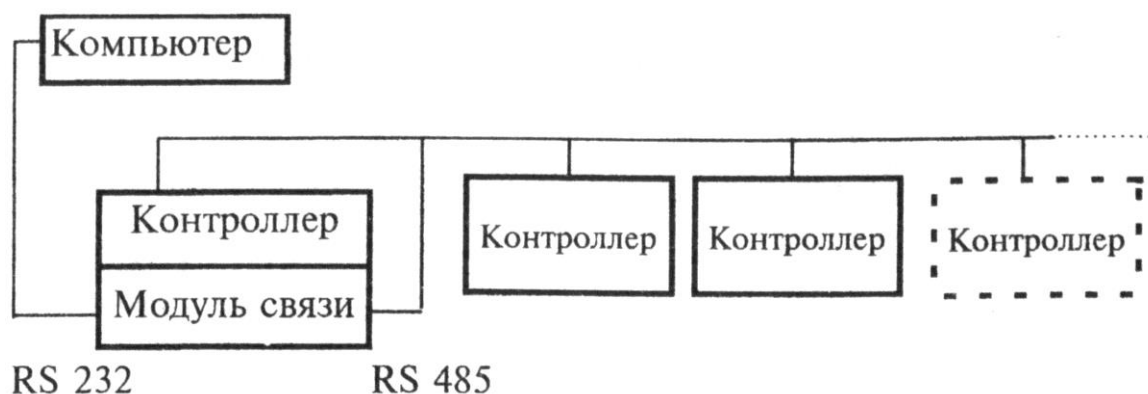 Компьютер
Контроллер
Модуль связи
Контроллер
Контроллер
Контроллер
RS 232
RS 485